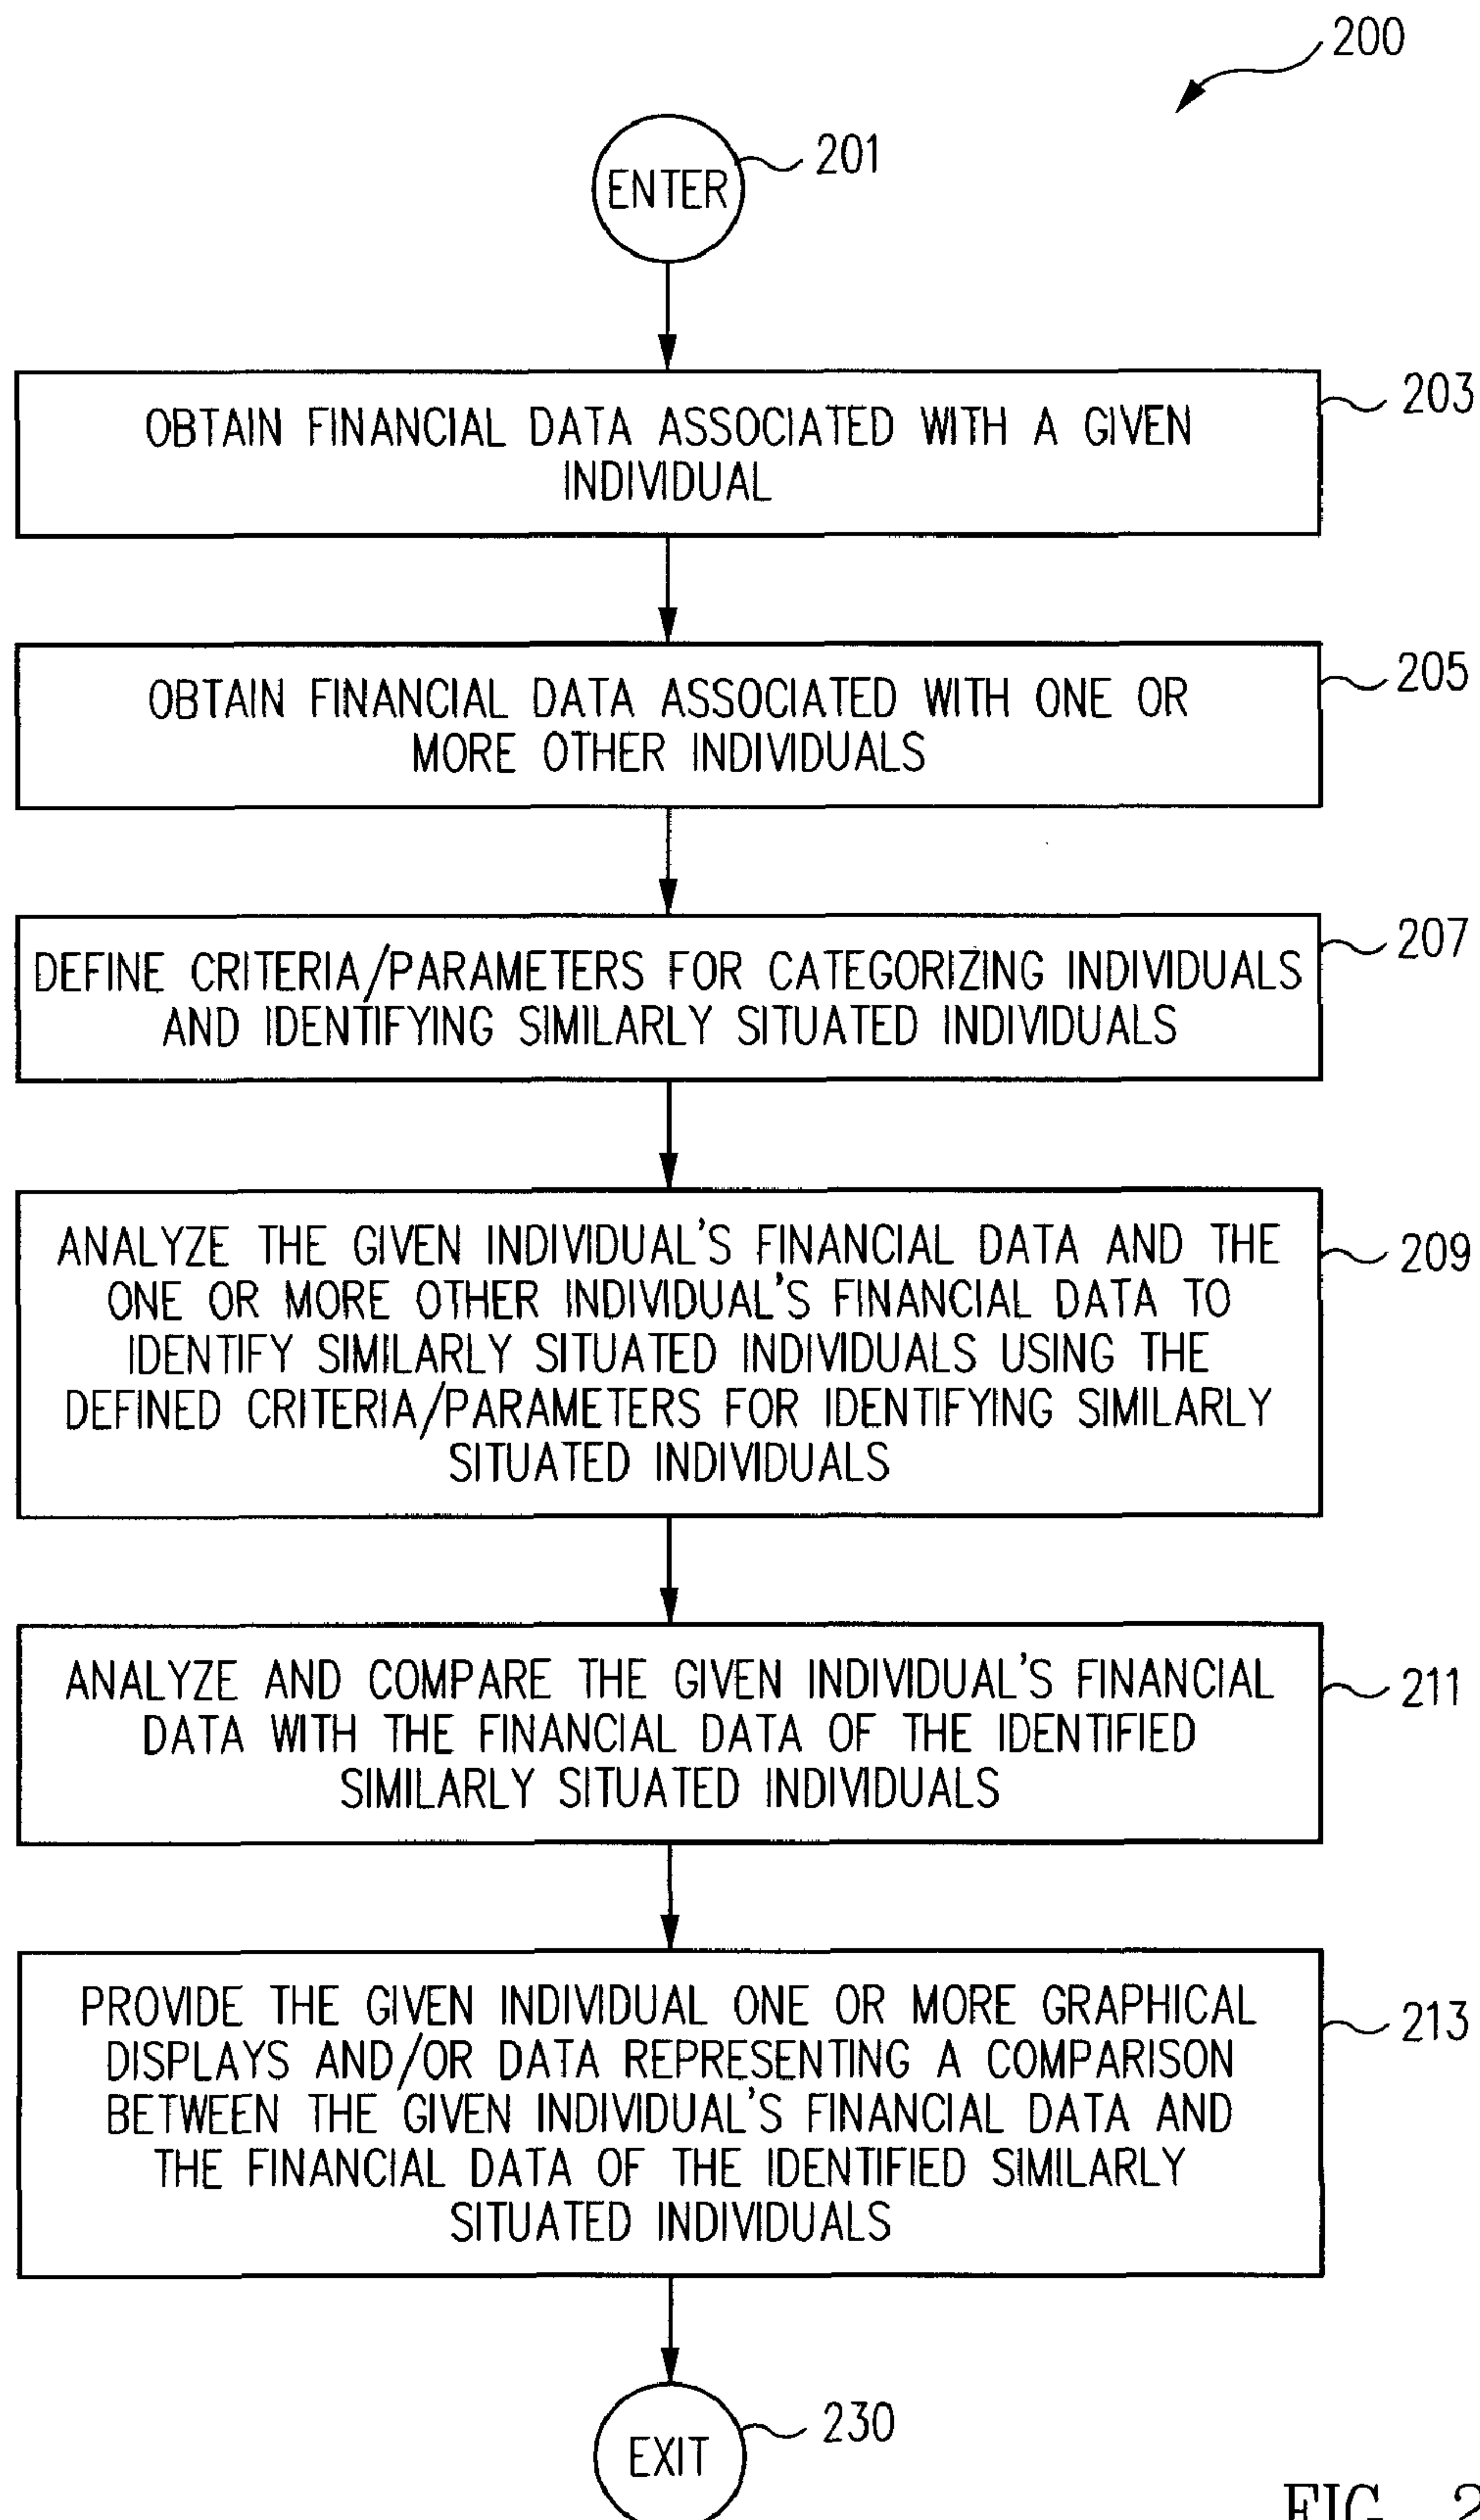 200
ENTER
201
OBTAIN FINANCIAL DATA ASSOCIATED WITH A GIVEN
INDIVIDUAL
203
OBTAIN FINANCIAL DATA ASSOCIATED WITH ONE OR
MORE OTHER INDIVIDUALS
205
DEFINE CRITERIA/PARAMETERS FOR CATEGORIZING INDIVIDUALS
AND IDENTIFYING SIMILARLY SITUATED INDIVIDUALS
207
ANALYZE THE GIVEN INDIVIDUAL'S FINANCIAL DATA AND THE
ONE OR MORE OTHER INDIVIDUAL'S FINANCIAL DATA TO
IDENTIFY SIMILARLY SITUATED INDIVIDUALS USING THE
DEFINED CRITERIA/PARAMETERS FOR IDENTIFYING SIMILARLY
SITUATED INDIVIDUALS
209
ANALYZE AND COMPARE THE GIVEN INDIVIDUAL'S FINANCIAL
DATA WITH THE FINANCIAL DATA OF THE IDENTIFIED
SIMILARLY SITUATED INDIVIDUALS
211
PROVIDE THE GIVEN INDIVIDUAL ONE OR MORE GRAPHICAL
DISPLAYS AND/OR DATA REPRESENTING A COMPARISON
BETWEEN THE GIVEN INDIVIDUAL'S FINANCIAL DATA AND
THE FINANCIAL DATA OF THE IDENTIFIED SIMILARLY
SITUATED INDIVIDUALS
213
EXIT
230
FIG. 2